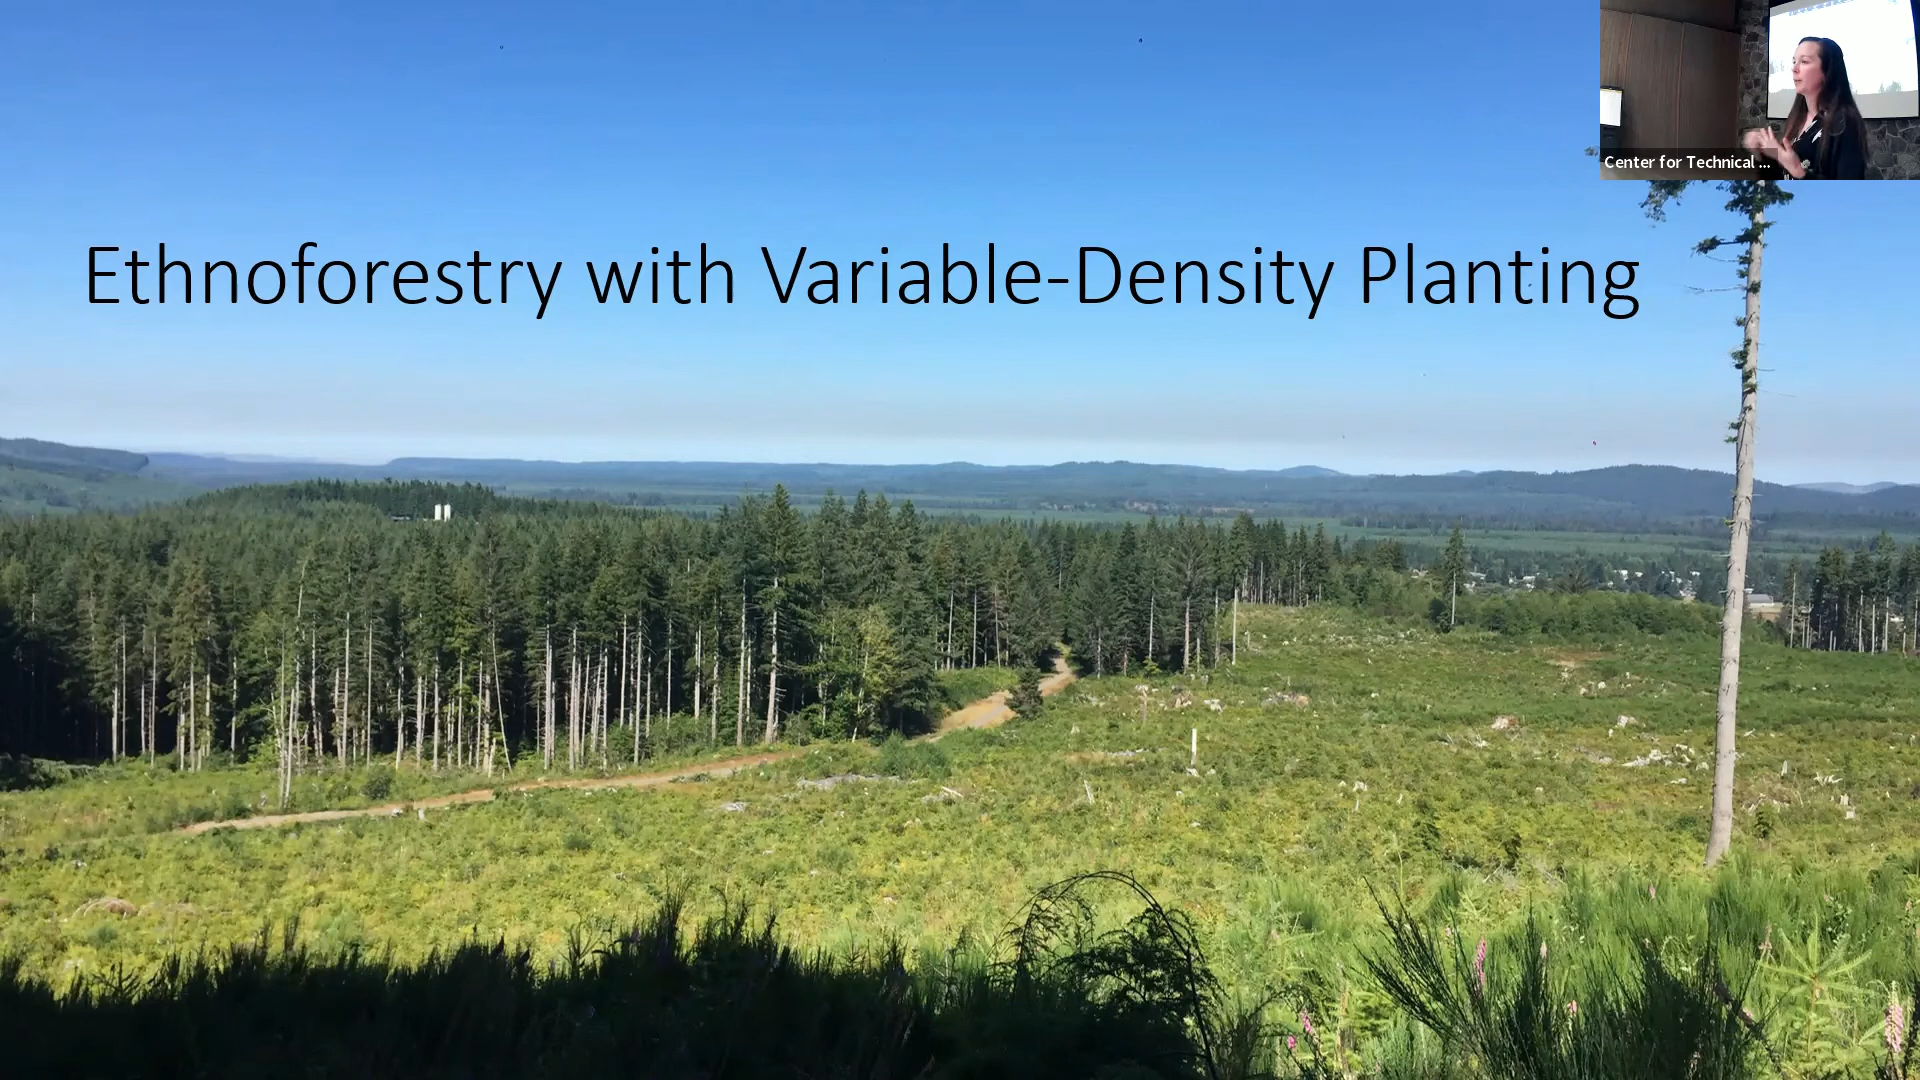 Ethnoforestry with Variable-Density Planting
Center for Technical ...